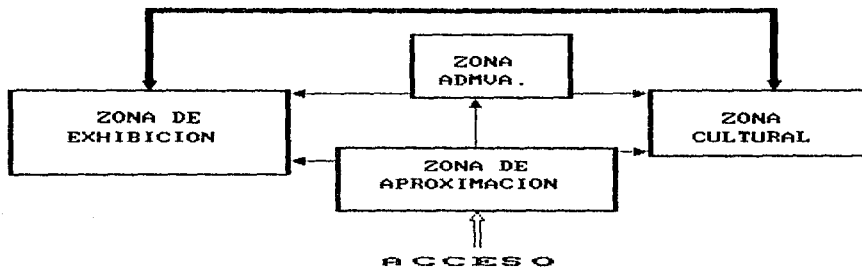 ZONA
ADMVA.
ZONA DE
EXHIBICION
ZONA
CULTURAL
ZONA DE
APROXIMACION
ACCESO